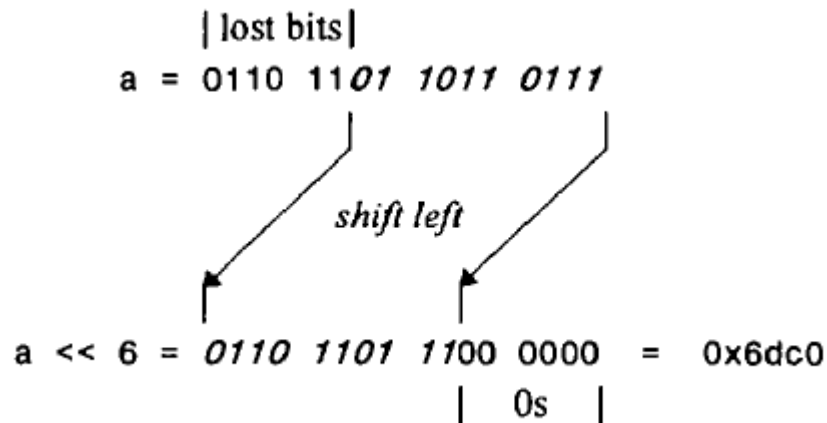 | lost bits |
a = 0110 1101 1011 0111
shift left
a << 6 = 0110 1101 1100 0000 = 0x6dc0
| 0s |